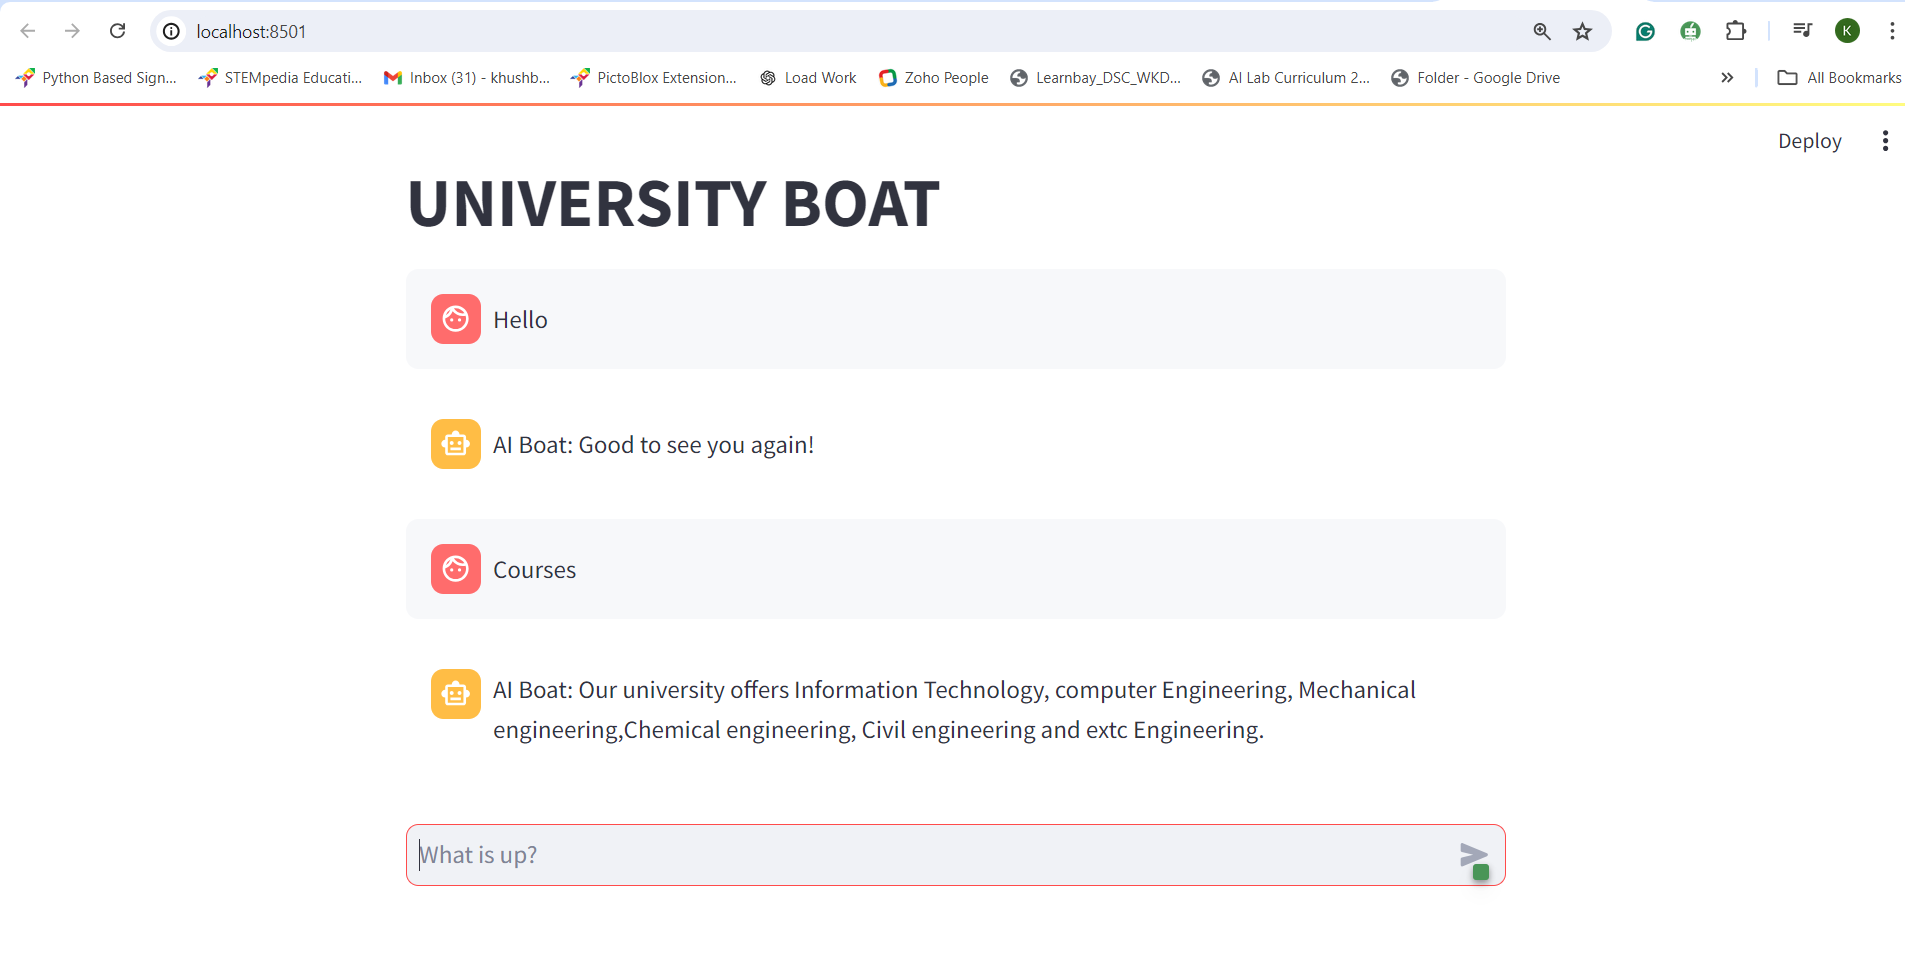 localhost:8501
K
Python Based Sign... STEMpedia Educati... Inbox (31) - khushb... PictoBlox Extension... Load Work Zoho People Learnbay_DSC_WKD... AI Lab Curriculum 2... Folder - Google Drive » All Bookmarks
Deploy
UNIVERSITY BOAT
Hello
AI Boat: Good to see you again!
Courses
AI Boat: Our university offers Information Technology, computer Engineering, Mechanical
engineering,Chemical engineering, Civil engineering and extc Engineering.
What is up?